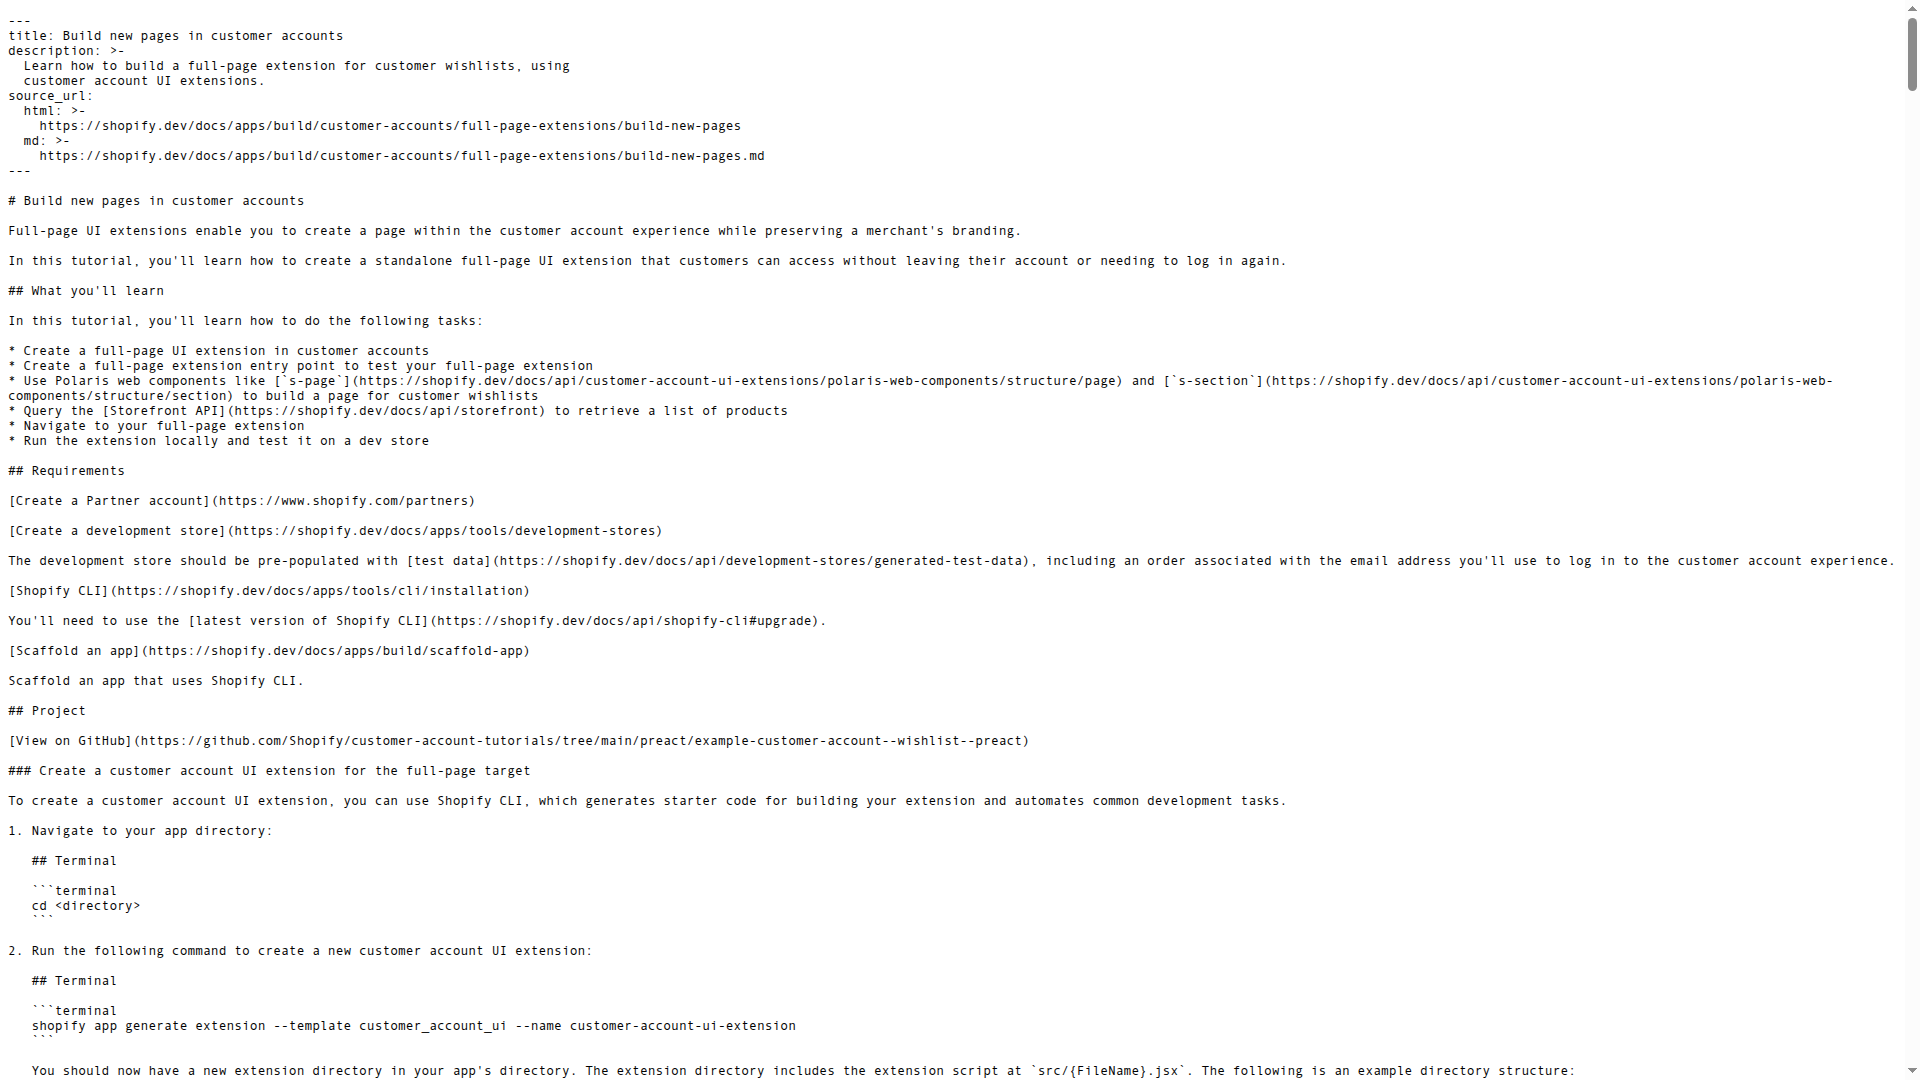 ---
title: Build new pages in customer accounts
description: >-
  Learn how to build a full-page extension for customer wishlists, using
  customer account UI extensions.
source_url:
  html: >-
    https://shopify.dev/docs/apps/build/customer-accounts/full-page-extensions/build-new-pages
  md: >-
    https://shopify.dev/docs/apps/build/customer-accounts/full-page-extensions/build-new-pages.md
---

# Build new pages in customer accounts

Full-page UI extensions enable you to create a page within the customer account experience while preserving a merchant's branding.

In this tutorial, you'll learn how to create a standalone full-page UI extension that customers can access without leaving their account or needing to log in again.

## What you'll learn

In this tutorial, you'll learn how to do the following tasks:

* Create a full-page UI extension in customer accounts
* Create a full-page extension entry point to test your full-page extension
* Use Polaris web components like [`s-page`](https://shopify.dev/docs/api/customer-account-ui-extensions/polaris-web-components/structure/page) and [`s-section`](https://shopify.dev/docs/api/customer-account-ui-extensions/polaris-web-
components/structure/section) to build a page for customer wishlists
* Query the [Storefront API](https://shopify.dev/docs/api/storefront) to retrieve a list of products
* Navigate to your full-page extension
* Run the extension locally and test it on a dev store

## Requirements

[Create a Partner account](https://www.shopify.com/partners)

[Create a development store](https://shopify.dev/docs/apps/tools/development-stores)

The development store should be pre-populated with [test data](https://shopify.dev/docs/api/development-stores/generated-test-data), including an order associated with the email address you'll use to log in to the customer account experience.

[Shopify CLI](https://shopify.dev/docs/apps/tools/cli/installation)

You'll need to use the [latest version of Shopify CLI](https://shopify.dev/docs/api/shopify-cli#upgrade).

[Scaffold an app](https://shopify.dev/docs/apps/build/scaffold-app)

Scaffold an app that uses Shopify CLI.

## Project

[View on GitHub](https://github.com/Shopify/customer-account-tutorials/tree/main/preact/example-customer-account--wishlist--preact)

### Create a customer account UI extension for the full-page target

To create a customer account UI extension, you can use Shopify CLI, which generates starter code for building your extension and automates common development tasks.

1. Navigate to your app directory:

   ## Terminal

   ```terminal
   cd <directory>
   ```

2. Run the following command to create a new customer account UI extension:

   ## Terminal

   ```terminal
   shopify app generate extension --template customer_account_ui --name customer-account-ui-extension
   ```

   You should now have a new extension directory in your app's directory. The extension directory includes the extension script at `src/{FileName}.jsx`. The following is an example directory structure: